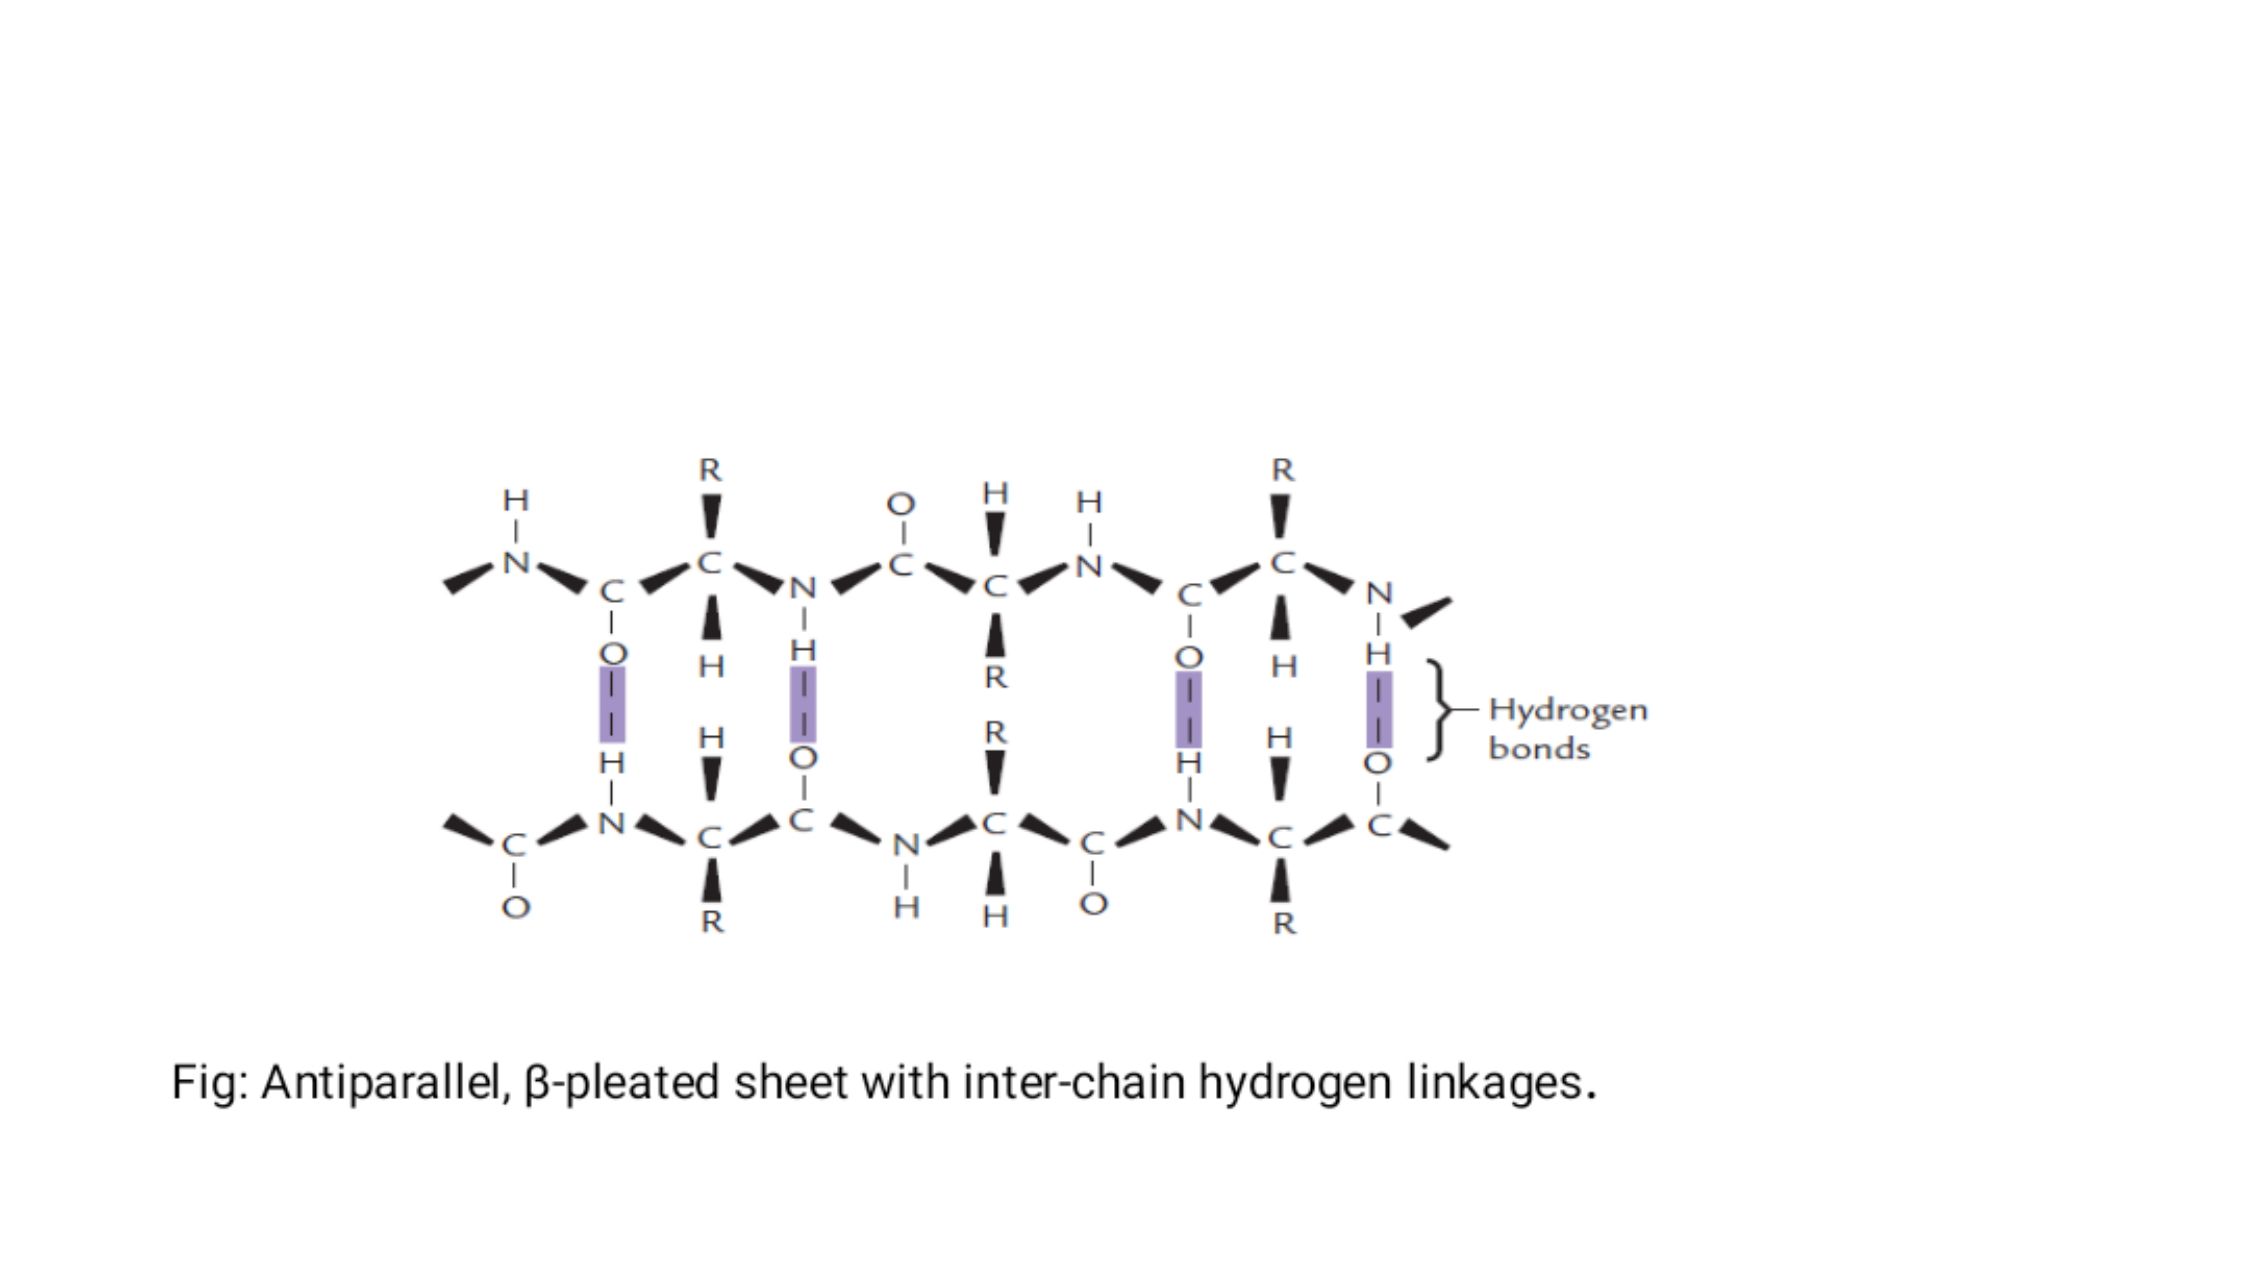 R R
H O H H
N C C N
C C N C C N
O H H O H H
R
R
H H
H O H O
N C C C N C
C C N C C
O H H O
R R
Hydrogen
bonds
Fig: Antiparallel, β-pleated sheet with inter-chain hydrogen linkages.